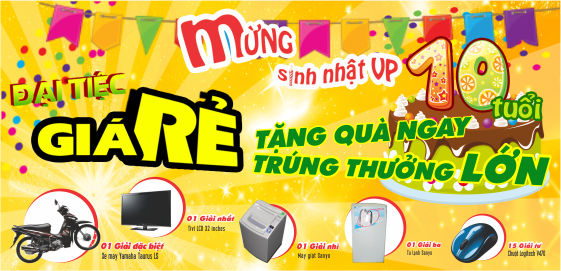 mừng
sinh nhật VP
10
tuổi
ĐẠI TIỆC
GIÁ RẺ
TẶNG QUÀ NGAY
TRÚNG THƯỞNG LỚN
01 Giải đặc biệt
Xe máy Yamaha Taurus LS
01 Giải nhất
Tivi LCD 32 inches
01 Giải nhì
Máy giặt Sanyo
01 Giải ba
Tủ lạnh Sanyo
15 Giải tư
Chuột Logitech V470